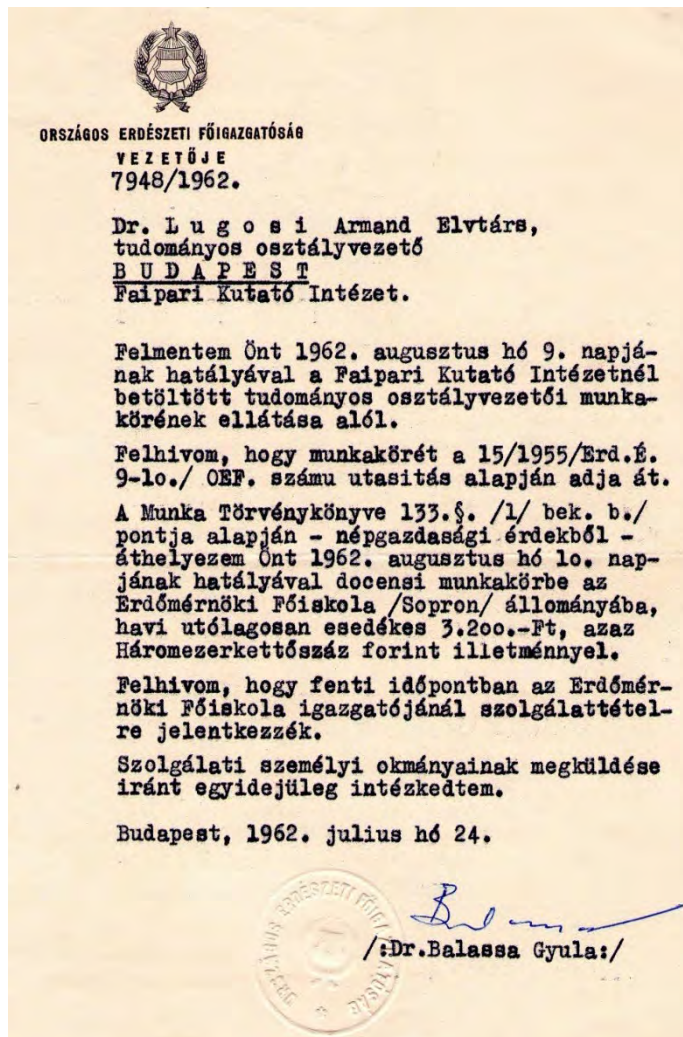 ORSZÁGOS ERDÉSZETI FŐIGAZGATÓSÁG
VEZETŐJE
7948/1962.
Dr. L u g o s i Armand Elvtárs,
tudományos osztályvezető
B U D A P E S T
Faipari Kutató Intézet.
Felmentem Önt 1962. augusztus hó 9. napjá-
nak hatályával a Faipari Kutató Intézetnél
betöltött tudományos osztályvezetői munka-
körének ellátása alól.
Felhivom, hogy munkakörét a 15/1955/Erd.É.
9-lo./ OEF. számu utasitás alapján adja át.
A Munka Törvénykönyve 133.§. /1/ bek. b./
pontja alapján - népgazdasági érdekből -
áthelyezem Önt 1962. augusztus hó lo. nap-
jának hatályával docensi munkakörbe az
Erdőmérnöki Főiskola /Sopron/ állományába,
havi utólagosan esedékes 3.2oo.-Ft, azaz
Háromezerkettőszáz forint illetménnyel.
Felhivom, hogy fenti időpontban az Erdőmér-
nöki Főiskola igazgatójánál szolgálattétel-
re jelentkezzék.
Szolgálati személyi okmányainak megküldése
iránt egyidejüleg intézkedtem.
Budapest, 1962. julius hó 24.
ORSZÁGOS ERDÉSZETI FŐIGAZGATÓSÁG
/:Dr.Balassa Gyula:/